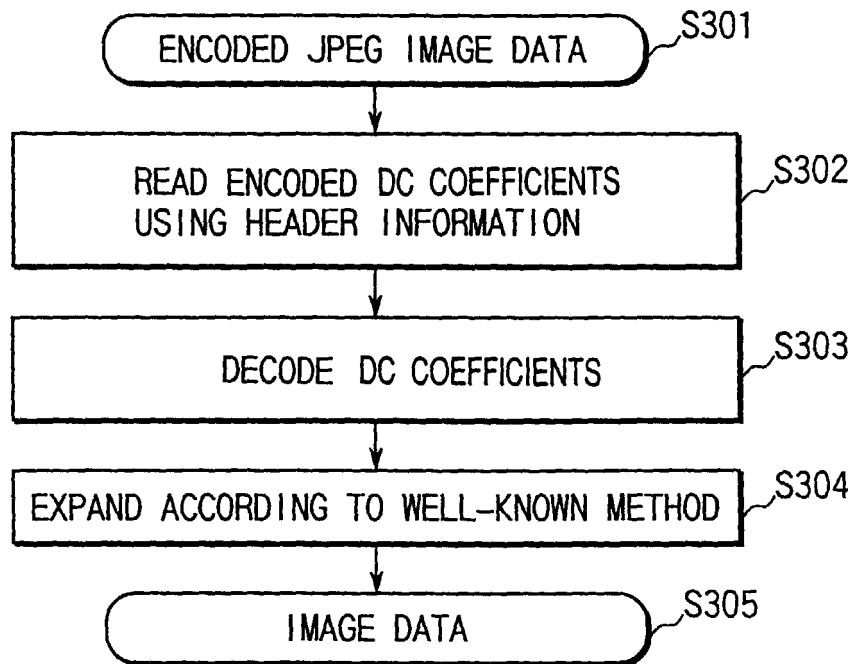 ENCODED JPEG IMAGE DATA
S301
READ ENCODED DC COEFFICIENTS
USING HEADER INFORMATION
S302
DECODE DC COEFFICIENTS
S303
EXPAND ACCORDING TO WELL-KNOWN METHOD
S304
IMAGE DATA
S305